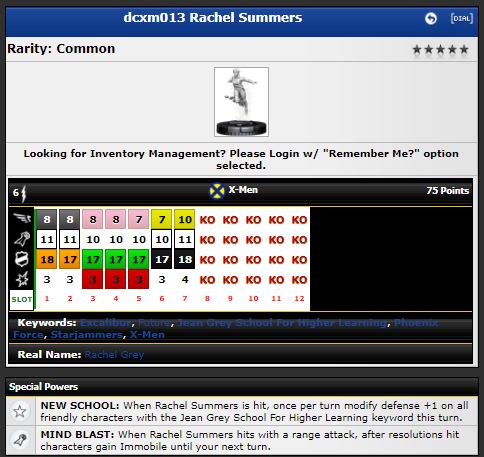 dcxm013 Rachel Summers
[DIAL]
Rarity: Common
Looking for Inventory Management? Please Login w/ "Remember Me?" option
selected.
6 X-Men 75 Points
8 8 8 8 7 7 10 KO KO KO KO KO
11 11 10 10 10 10 10 KO KO KO KO KO
18 17 17 17 17 17 18 KO KO KO KO KO
3 3 3 3 3 3 4 KO KO KO KO KO
SLOT 1 2 3 4 5 6 7 8 9 10 11 12
Keywords: Excalibur, Future, Jean Grey School For Higher Learning, Phoenix
Force, Starjammers, X-Men
Real Name: Rachel Grey
Special Powers
NEW SCHOOL: When Rachel Summers is hit, once per turn modify defense +1 on all
friendly characters with the Jean Grey School For Higher Learning keyword this turn.
MIND BLAST: When Rachel Summers hits with a range attack, after resolutions hit
characters gain Immobile until your next turn.